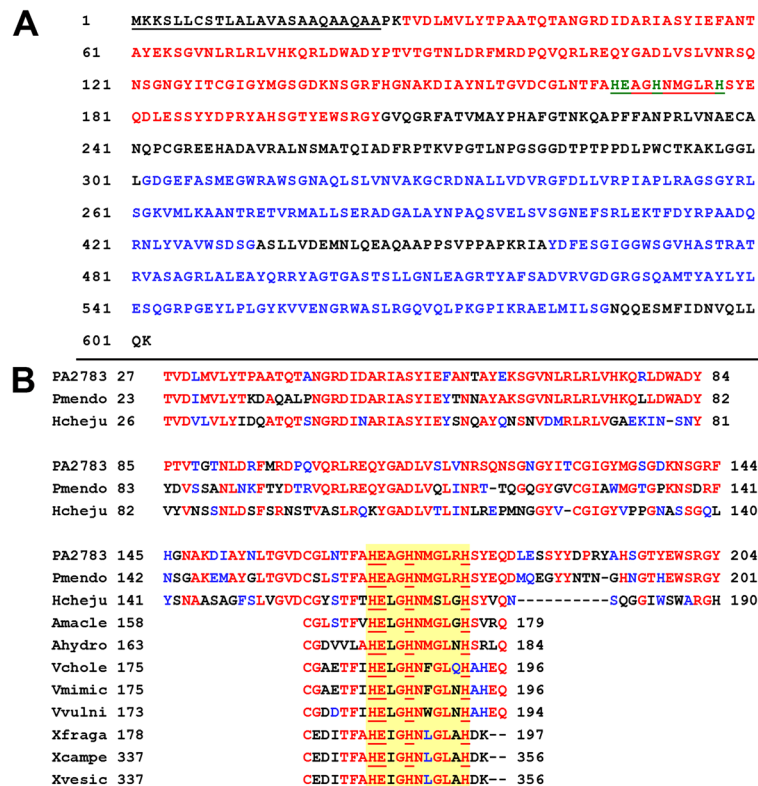 A
1 MKKSLLCSTLALAVASAAQAAQAAPKTVDLMVLYTPAATQTANGRDIDARIASYIEFANT
61 AYEKSGVNLRLRLVHKQRLDWADYPTVTGTNLDRFMRDPQVQRLREQYGADLVSLVNRSQ
121 NSGNGYITCGIGYMGSGDKNSGRFHGNAKDIAYNLTGVDCGLNTFAHEAGHNMGLRHSYE
181 QDLESSYYDPRYAHSGTYEWSRGYGVQGRFATVMAYPHAFGTNKQAPFFANPRLVNAECA
241 NQPCGREEHADAVRALNSMATQIADFRPTKVPGTLNPGSGGDTPTPPDLPWCTKAKLGGL
301 LGDGEFASMEGWRAWSGNAQLSLVNVAKGCRDNALLVDVRGFDLLVRPIAPLRAGSGYRL
261 SGKVMLKAANTRETVRMALLSERADGALAYNPAQSVELSVSGNEFSRLEKTFDYRPAADQ
421 RNLYVAVWSDSGASLLVDEMNLQEAQAAPPSVPPAPKRIAYDFESGIGGWSGVHASTRAT
481 RVASAGRLALEAYQRRYAGTGASTSLLGNLEAGRTYAFSADVRVGDGRGSQAMTYAYLYL
541 ESQGRPGEYLPLGYKVVENGRWASLRGQVQLPKGPIKRAELMILSGNQQESMFIDNVQLL
601 QK
B
PA2783 27 TVDLMVLYTPAATQTANGRDIDARIASYIEFANTAYEKSGVNLRLRLVHKQRLDWADY 84
Pmendo 23 TVDIMVLYTKDAQALPNGRDIDARIASYIEYTNNAYAKSGVNLRLRLVHKQLLDWADY 82
Hcheju 26 TVDVLVLYIDQATQTSNGRDINARIASYIEYSNQAYQNSNVDMRLRLVGAEKIN-SNY 81
PA2783 85 PTVTGTNLDRFMRDPQVQRLREQYGADLVSLVNRSQNSGNGYITCGIGYMGSGDKNSGRF 144
Pmendo 83 YDVSSANLNKFTYDTRVQRLREQYGADLVQLINRT-TQGQGYGVCGIAWMGTGPKNSDRF 141
Hcheju 82 VYVNSSNLDSFSRNSTVASLRQKYGADLVTLINLREPMNGGYV-CGIGYVPPGNASSGQL 140
PA2783 145 HGNAKDIAYNLTGVDCGLNTFAHEAGHNMGLRHSYEQDLESSYYDPRYAHSGTYEWSRGY 204
Pmendo 142 NSGAKEMAYGLTGVDCSLSTFAHEAGHNMGLRHSYEQDMQEGYYNTN-GHNGTHEWSRGY 201
Hcheju 141 YSNAASAGFSLVGVDCGYSTFTHELGHNMSLGHSYVQN-----------SQGGIWSWARGH 190
Amacle 158 CGLSTFVHELGHNMGLGHSVRQ 179
Ahydro 163 CGDVVLAHELGHNMGLNHSRLQ 184
Vchole 175 CGAETFIHELGHNFGLQHAHEQ 196
Vmimic 175 CGAETFIHELGHNFGLNHAHEQ 196
Vvulni 173 CGDDTFIHELGHNWGLNHAHEQ 194
Xfraga 178 CEDITFAHEIGHNLGLAHDK-- 197
Xcampe 337 CEDITFAHEIGHNLGLAHDK-- 356
Xvesic 337 CEDITFAHEIGHNLGLAHDK-- 356